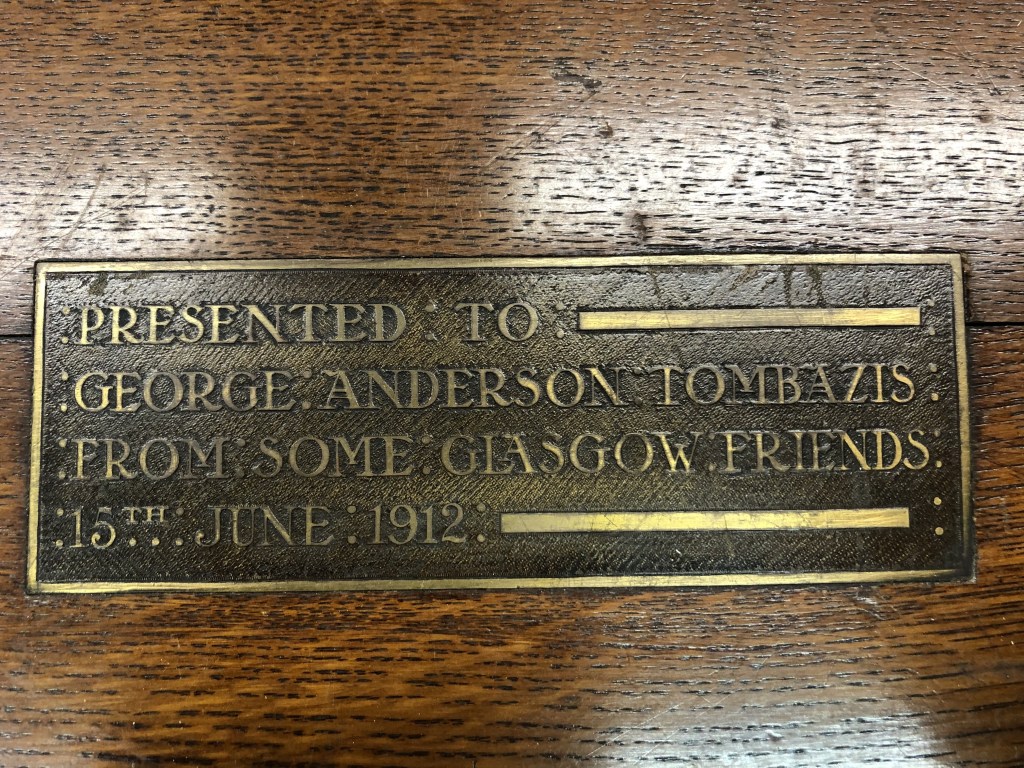 :PRESENTED : TO :
:GEORGE : ANDERSON TOMBAZIS :
:FROM : SOME : GLASGOW : FRIENDS :
:15TH : JUNE : 1912 : :